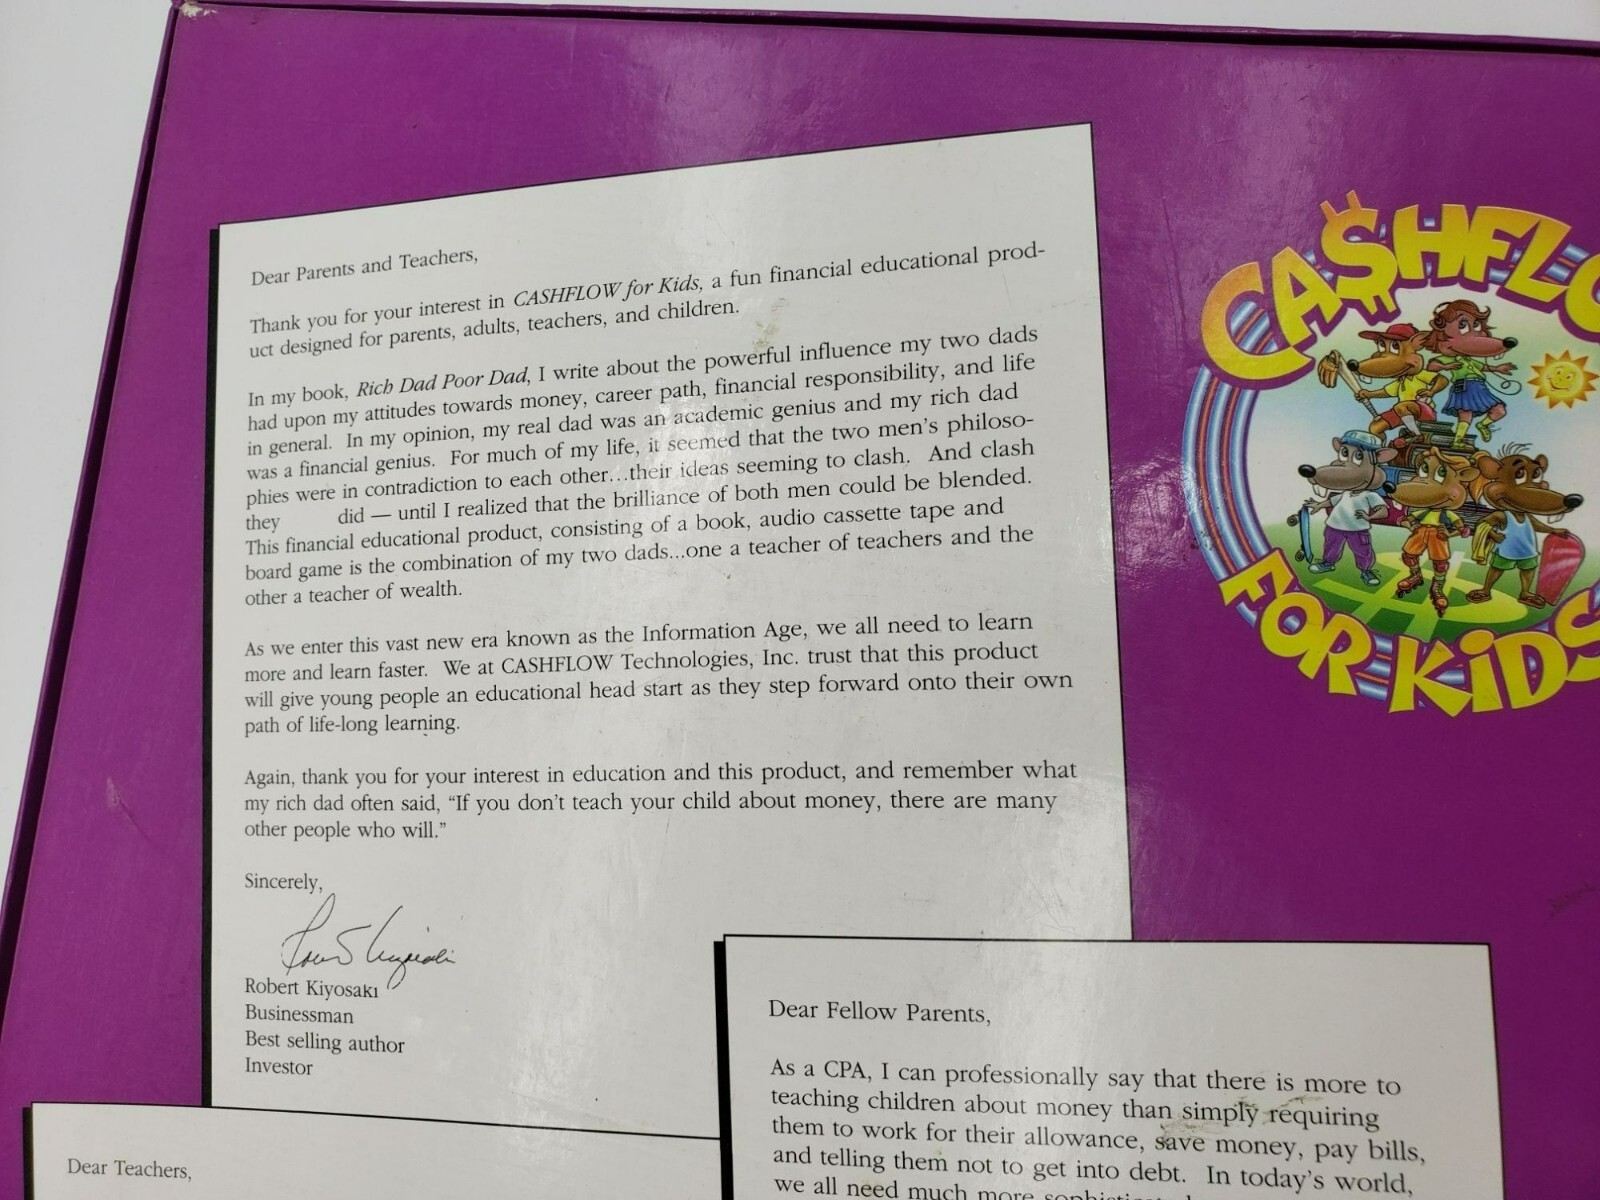 Dear Parents and Teachers,
Thank you for your interest in CASHFLOW for Kids, a fun financial educational prod-
uct designed for parents, adults, teachers, and children.
In my book, Rich Dad Poor Dad, I write about the powerful influence my two dads
had upon my attitudes towards money, career path, financial responsibility, and life
in general. In my opinion, my real dad was an academic genius and my rich dad
was a financial genius. For much of my life, it seemed that the two men's philoso-
phies were in contradiction to each other...their ideas seeming to clash. And clash
they did — until I realized that the brilliance of both men could be blended.
This financial educational product, consisting of a book, audio cassette tape and
board game is the combination of my two dads...one a teacher of teachers and the
other a teacher of wealth.
As we enter this vast new era known as the Information Age, we all need to learn
more and learn faster. We at CASHFLOW Technologies, Inc. trust that this product
will give young people an educational head start as they step forward onto their own
path of life-long learning.
Again, thank you for your interest in education and this product, and remember what
my rich dad often said, “If you don't teach your child about money, there are many
other people who will.”
Sincerely,
Robert Kiyosaki
Businessman
Best selling author
Investor
CA$HFLO
FOR KiDS
Dear Fellow Parents,
As a CPA, I can professionally say that there is more to
teaching children about money than simply requiring
them to work for their allowance, save money, pay bills,
and telling them not to get into debt. In today's world,
we all need much more
Dear Teachers,